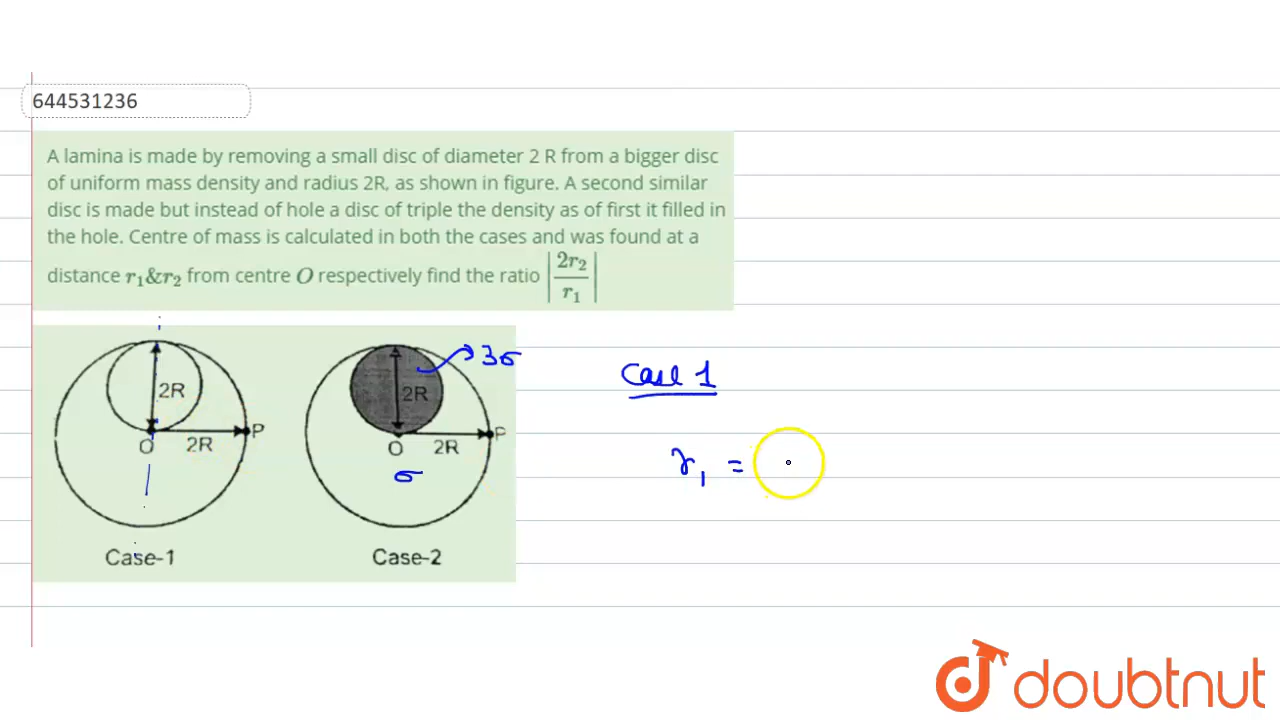 644531236
A lamina is made by removing a small disc of diameter 2 R from a bigger disc
of uniform mass density and radius 2R, as shown in figure. A second similar
disc is made but instead of hole a disc of triple the density as of first it filled in
the hole. Centre of mass is calculated in both the cases and was found at a
distance r₁&r₂ from centre O respectively find the ratio |2r₂/r₁|
3σ
2R
2R
O
2R
P
O
2R
P
σ
Case-1
Case-2
Case 1
r₁ =
doubtnut